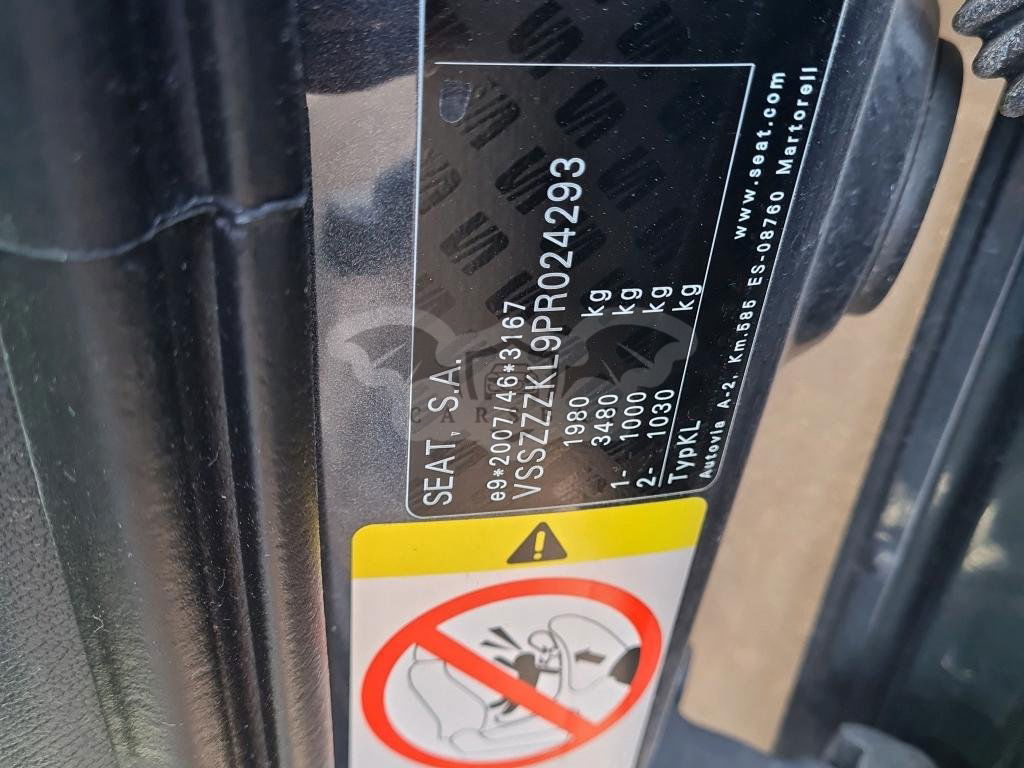 SEAT, S.A.
e9*2007/46*3167
VSSZZZKL9PR024293
1980 kg
3480 kg
1- 1000 kg
2- 1030 kg
TypKL kg
Autovia A-2, Km.585 ES-08760 Martorell
www.seat.com